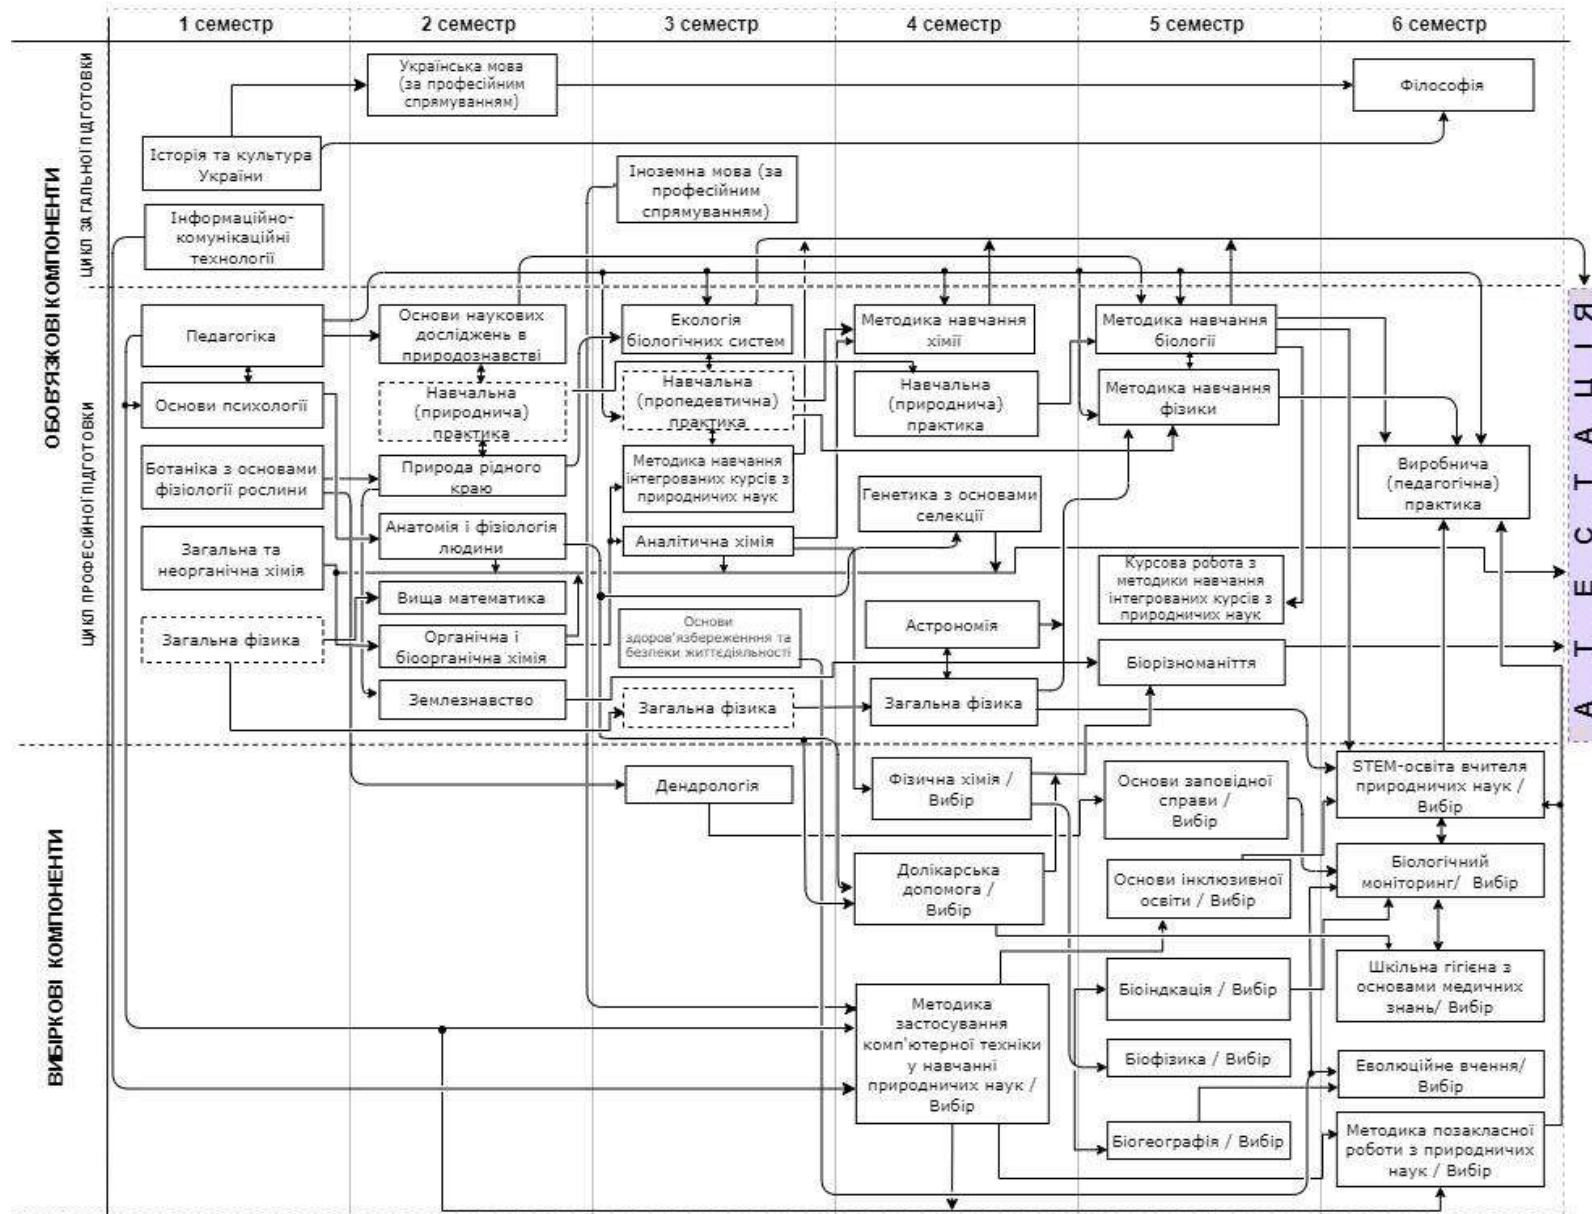 1 семестр
2 семестр
3 семестр
4 семестр
5 семестр
6 семестр
ОБОВ'ЯЗКОВІ КОМПОНЕНТИ
ЦИКЛ ЗАГАЛЬНОЇ ПІДГОТОВКИ
Українська мова
(за професійним
спрямуванням)
Філософія
Історія та культура
України
Іноземна мова (за
професійним
спрямуванням)
Інформаційно-
комунікаційні
технології
ЦИКЛ ПРОФЕСІЙНОЇ ПІДГОТОВКИ
Педагогіка
Основи психології
Ботаніка з основами
фізіології рослини
Загальна та
неорганічна хімія
Загальна фізика
Основи наукових
досліджень в
природознавстві
Навчальна
(природнича)
практика
Природа рідного
краю
Анатомія і фізіологія
людини
Вища математика
Органічна і
біоорганічна хімія
Землезнавство
Екологія
біологічних систем
Навчальна
(пропедевтична)
практика
Методика навчання
інтегрованих курсів з
природничих наук
Аналітична хімія
Основи
здоров'язбереженння та
безпеки життєдіяльності
Загальна фізика
Методика навчання
хімії
Навчальна
(природнича)
практика
Генетика з основами
селекції
Астрономія
Загальна фізика
Методика навчання
біології
Методика навчання
фізики
Курсова робота з
методики навчання
інтегрованих курсів з
природничих наук
Біорізноманіття
Виробнича
(педагогічна)
практика
АТЕСТАЦІЯ
ВИБІРКОВІ КОМПОНЕНТИ
Дендрологія
Фізична хімія /
Вибір
Долікарська
допомога /
Вибір
Методика
застосування
комп'ютерної техніки
у навчанні
природничих наук /
Вибір
Основи заповідної
справи /
Вибір
Основи інклюзивної
освіти / Вибір
Біоіндкація / Вибір
Біофізика / Вибір
Біогеографія / Вибір
STEM-освіта вчителя
природничих наук /
Вибір
Біологічний
моніторинг/ Вибір
Шкільна гігієна з
основами медичних
знань/ Вибір
Еволюційне вчення/
Вибір
Методика позакласної
роботи з природничих
наук / Вибір